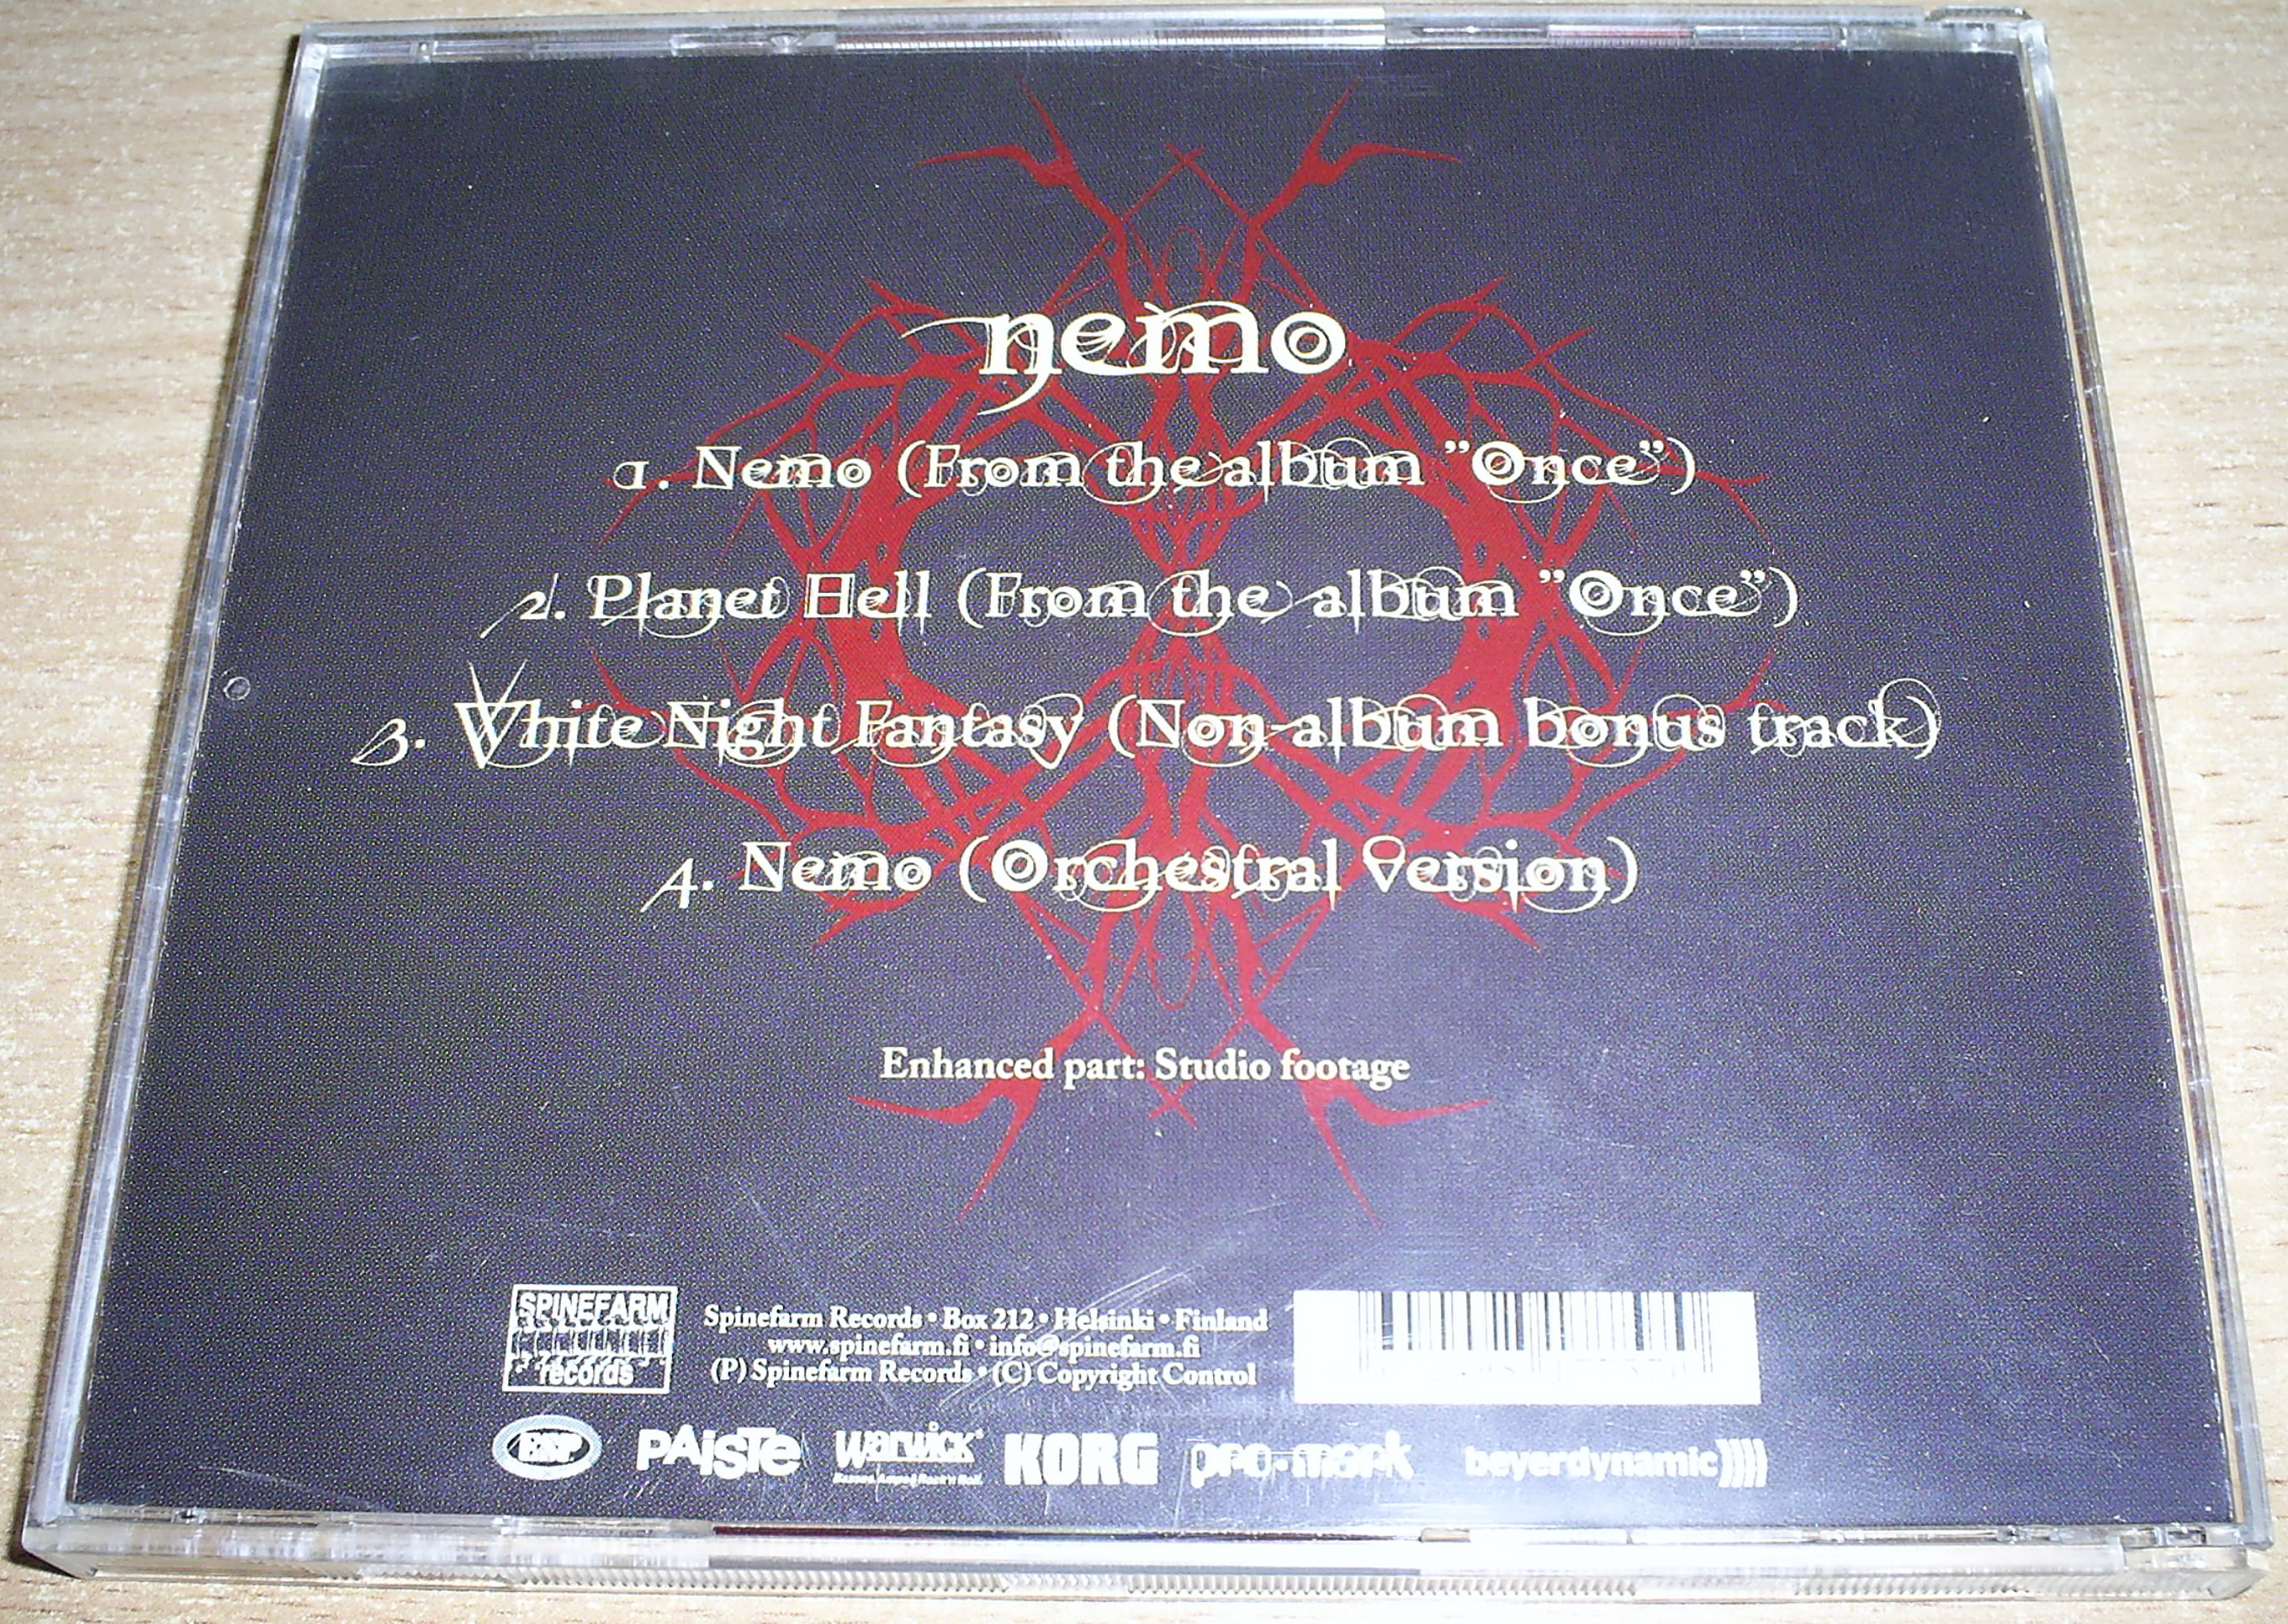 nemo
1. Nemo (From the album "Once")
2. Planet Hell (From the album "Once")
3. White Night Fantasy (Non-album bonus track)
4. Nemo (Orchestral version)
Enhanced part: Studio footage
SPINEFARM
records
Spinefarm Records • Box 212 • Helsinki • Finland
www.spinefarm.fi • info@spinefarm.fi
(P) Spinefarm Records • (C) Copyright Control
ESP PAiSTe warwick KORG pro-mark beyerdynamic))))